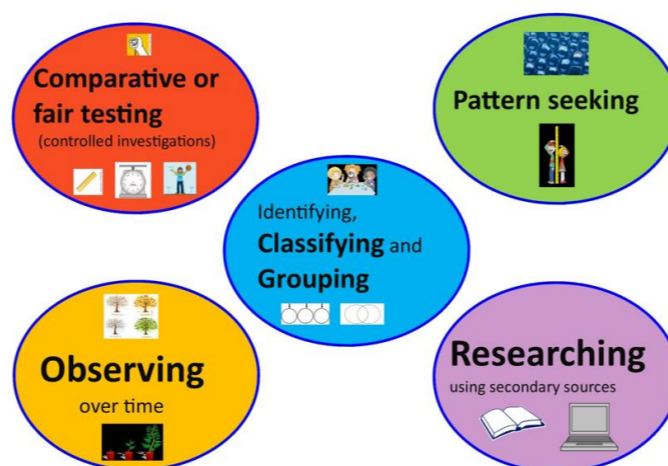 Comparative or
fair testing
(controlled investigations)
Pattern seeking
Identifying,
Classifying and
Grouping
Observing
over time
Researching
using secondary sources